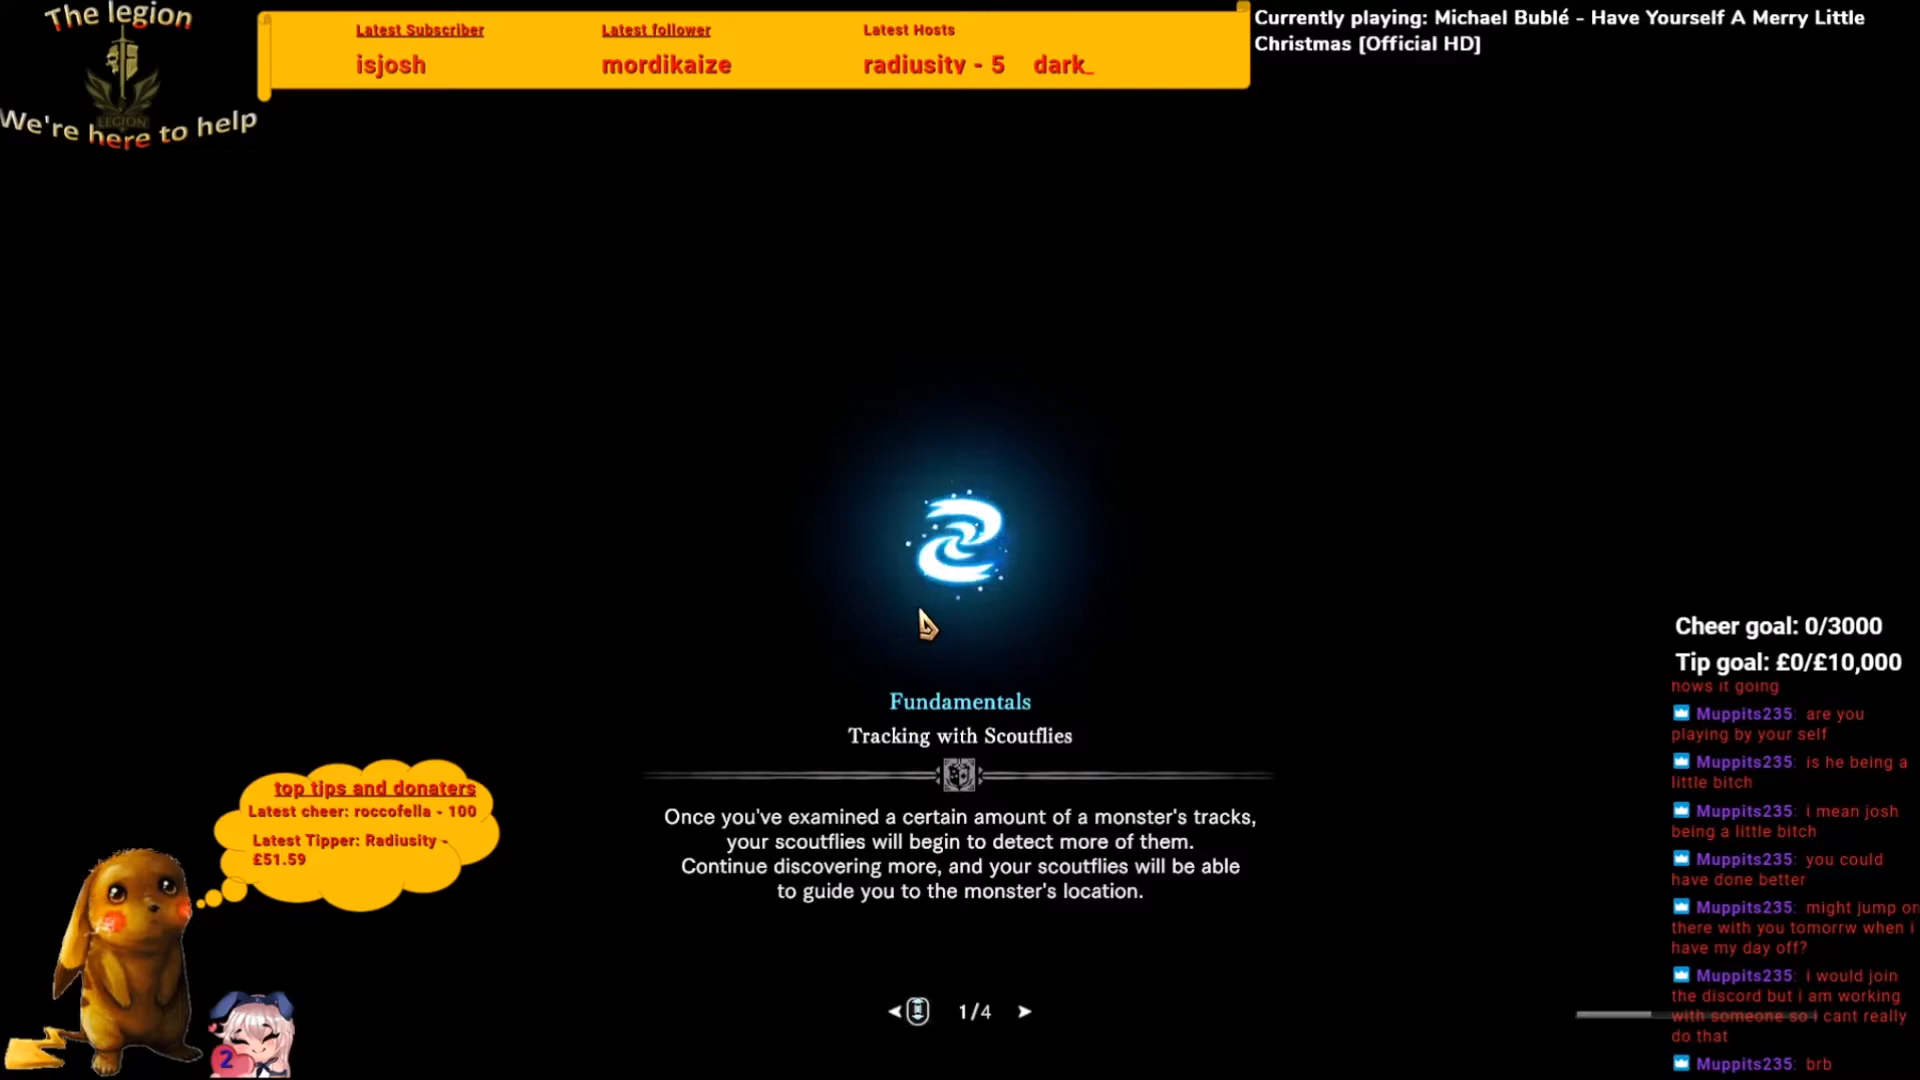 The legion
LEGION
We're here to help
Latest Subscriber
isjosh
Latest follower
mordikaize
Latest Hosts
radiusity - 5 dark_
Currently playing: Michael Bublé - Have Yourself A Merry Little
Christmas [Official HD]
Fundamentals
Tracking with Scoutflies
Once you've examined a certain amount of a monster's tracks,
your scoutflies will begin to detect more of them.
Continue discovering more, and your scoutflies will be able
to guide you to the monster's location.
1/4
top tips and donaters
Latest cheer: roccofella - 100
Latest Tipper: Radiusity -
£51.59
2
Cheer goal: 0/3000
Tip goal: £0/£10,000
hows it going
Muppits235: are you
playing by your self
Muppits235: is he being a
little bitch
Muppits235: i mean josh
being a little bitch
Muppits235: you could
have done better
Muppits235: might jump on
there with you tomorrw when i
have my day off?
Muppits235: i would join
the discord but i am working
with someone so i cant really
do that
Muppits235: brb